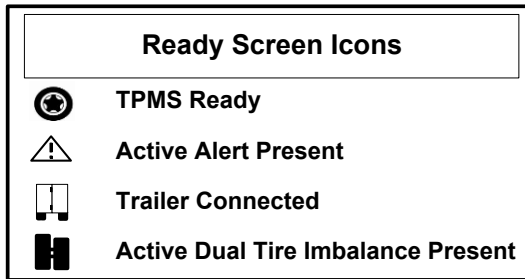 Ready Screen Icons
TPMS Ready
Active Alert Present
Trailer Connected
Active Dual Tire Imbalance Present